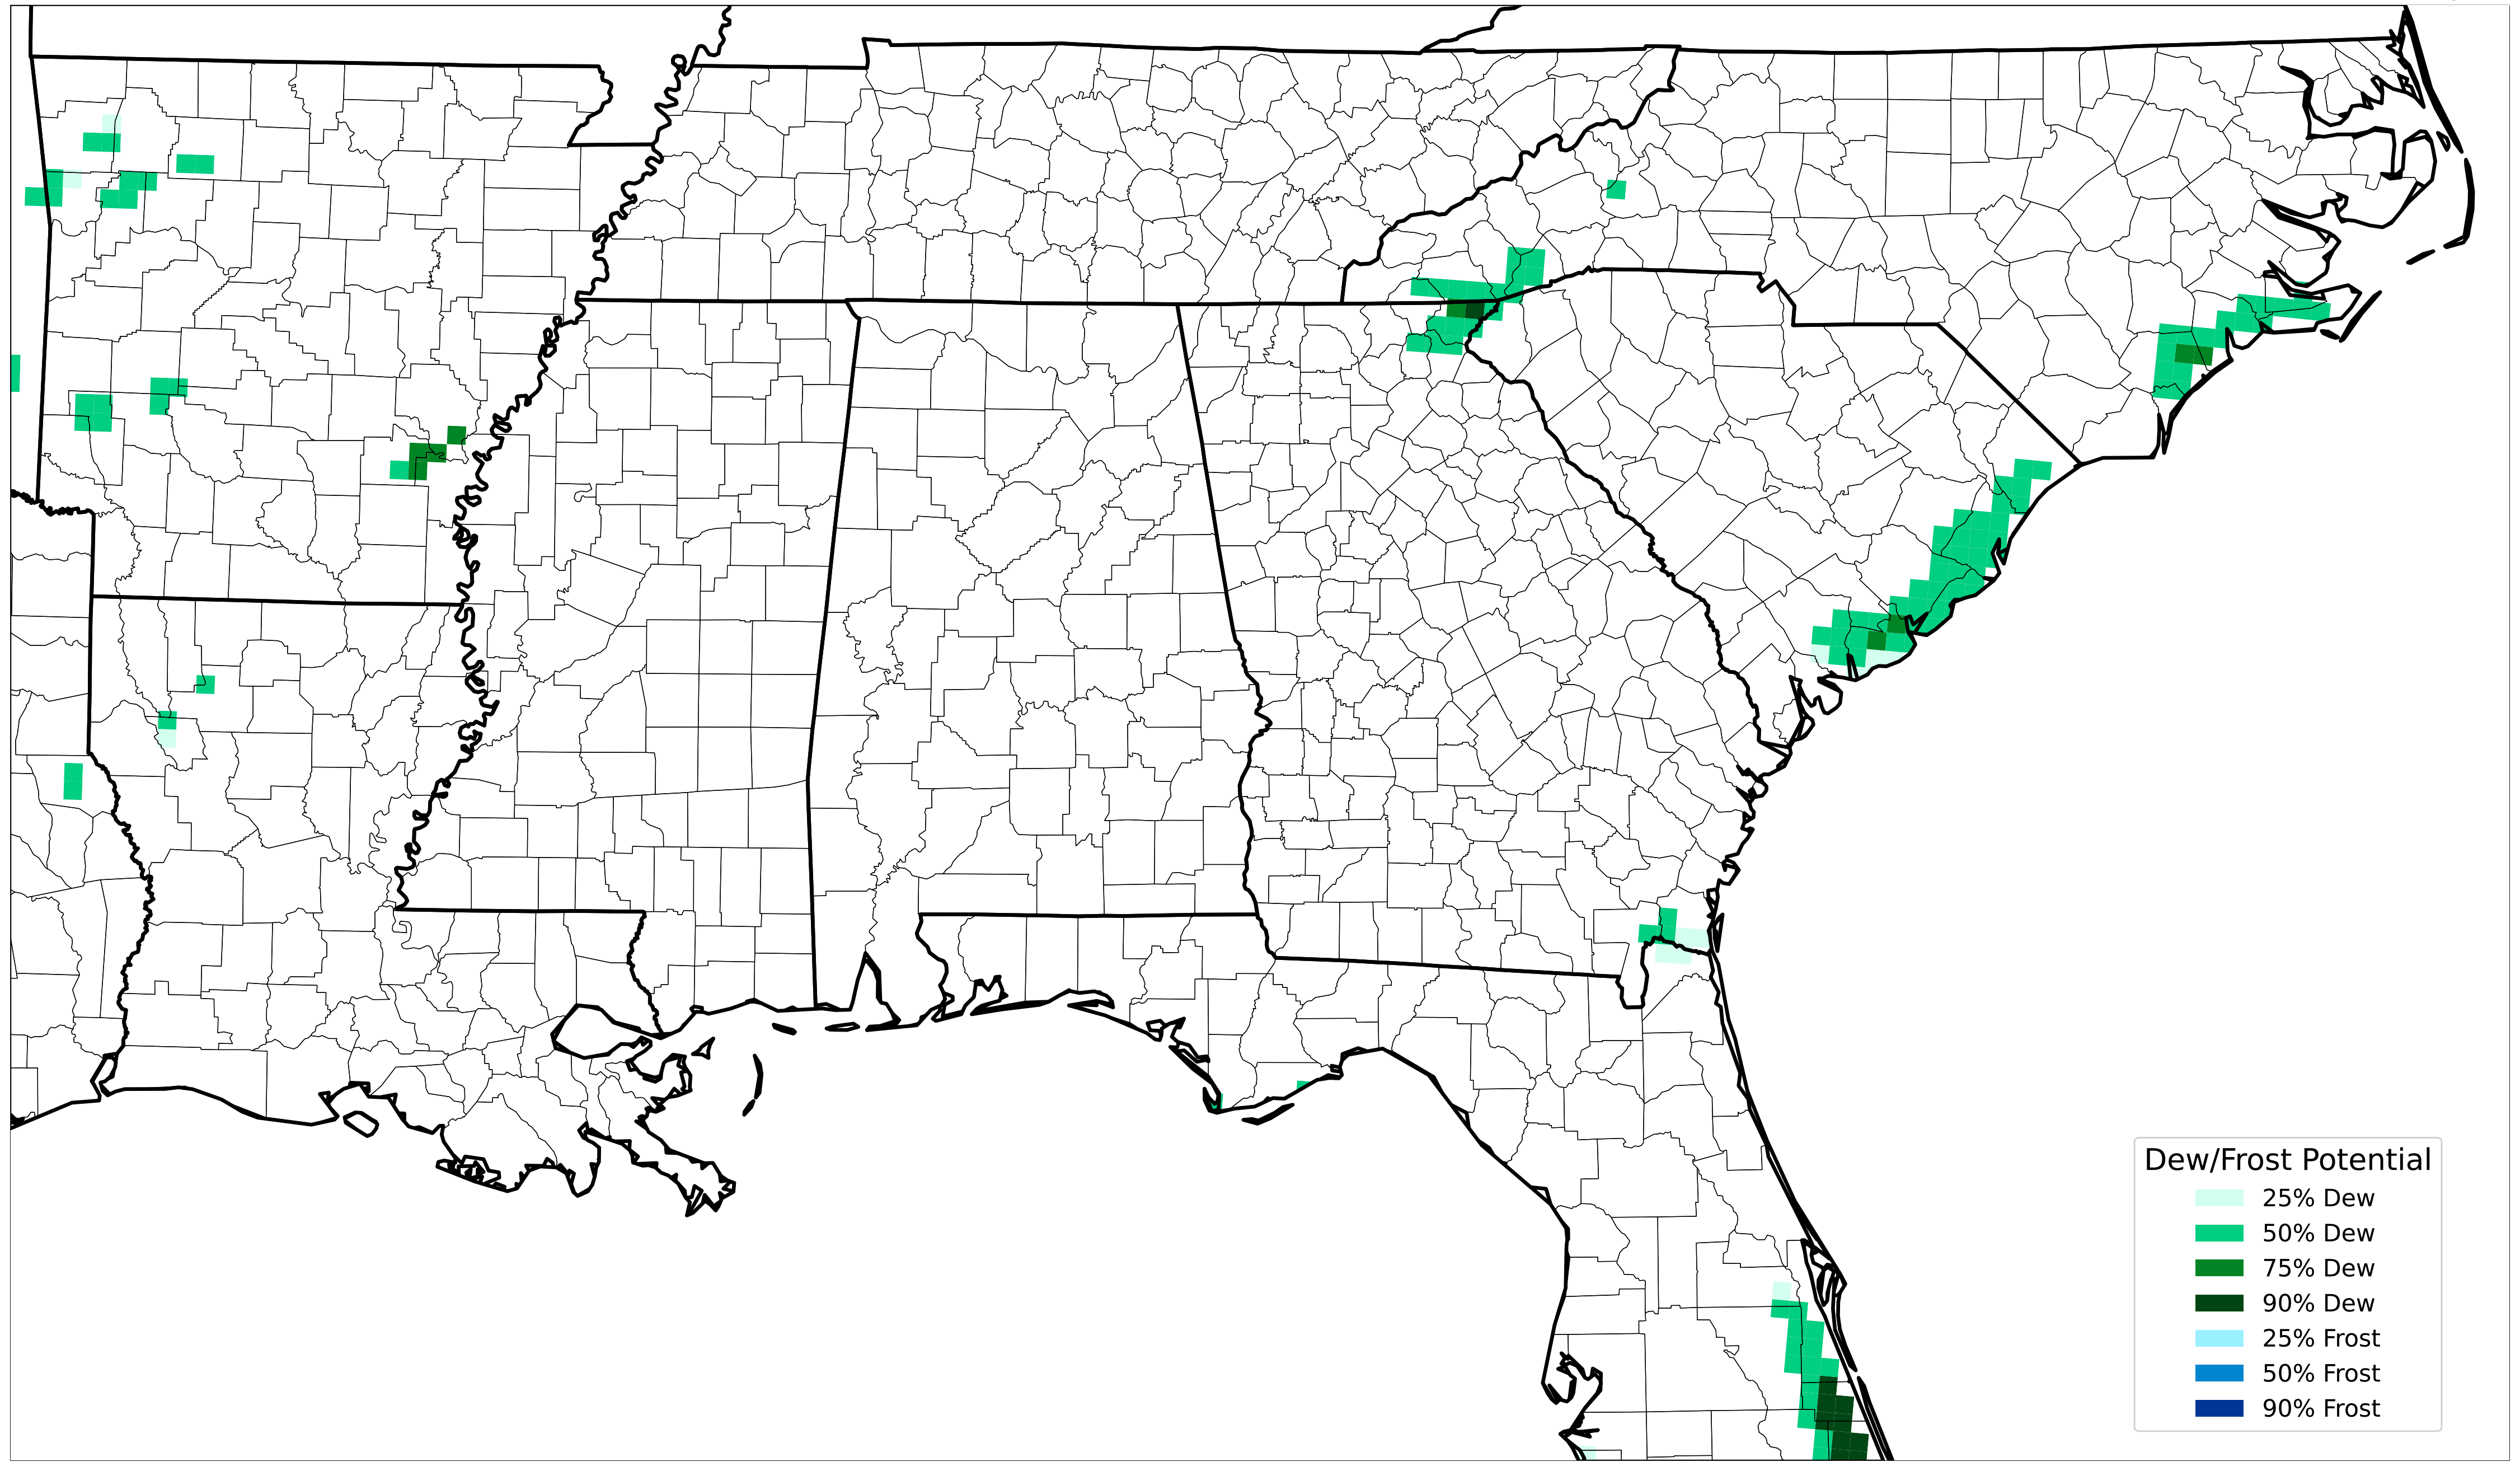 Dew/Frost Potential
25% Dew
50% Dew
75% Dew
90% Dew
25% Frost
50% Frost
90% Frost